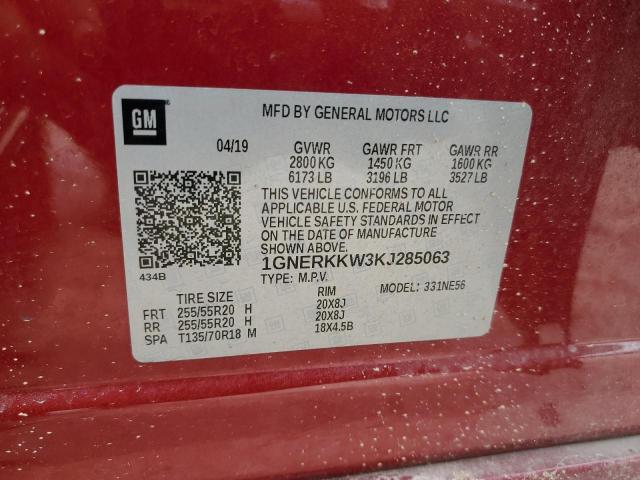 GM
MFD BY GENERAL MOTORS LLC
04/19 GVWR GAWR FRT GAWR RR
2800 KG 1450 KG 1600 KG
6173 LB 3196 LB 3527 LB
THIS VEHICLE CONFORMS TO ALL
APPLICABLE U.S. FEDERAL MOTOR
VEHICLE SAFETY STANDARDS IN EFFECT
ON THE DATE OF MANUFACTURE
SHOWN ABOVE.
1GNERKKW3KJ285063
434B
TYPE: M.P.V. MODEL: 331NE56
TIRE SIZE RIM
FRT 255/55R20 H 20X8J
RR 255/55R20 H 20X8J
SPA T135/70R18 M 18X4.5B